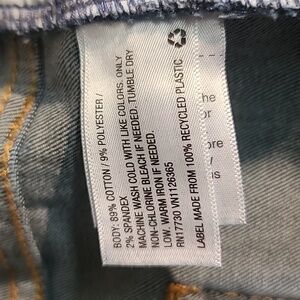 BODY: 89% COTTON / 9% POLYESTER /
2% SPANDEX
MACHINE WASH COLD WITH LIKE COLORS. ONLY
NON-CHLORINE BLEACH IF NEEDED. TUMBLE DRY
LOW. WARM IRON IF NEEDED.
RN17730 VN1126365
LABEL MADE FROM 100% RECYCLED PLASTIC